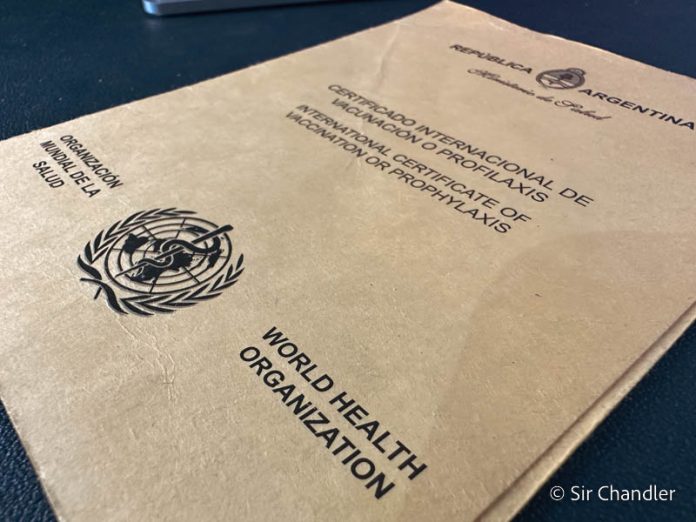 REPÚBLICA ARGENTINA
Ministerio de Salud
CERTIFICADO INTERNACIONAL DE
VACUNACIÓN O PROFILAXIS
INTERNATIONAL CERTIFICATE OF
VACCINATION OR PROPHYLAXIS
ORGANIZACIÓN
MUNDIAL DE LA
SALUD
WORLD HEALTH
ORGANIZATION
© Sir Chandler